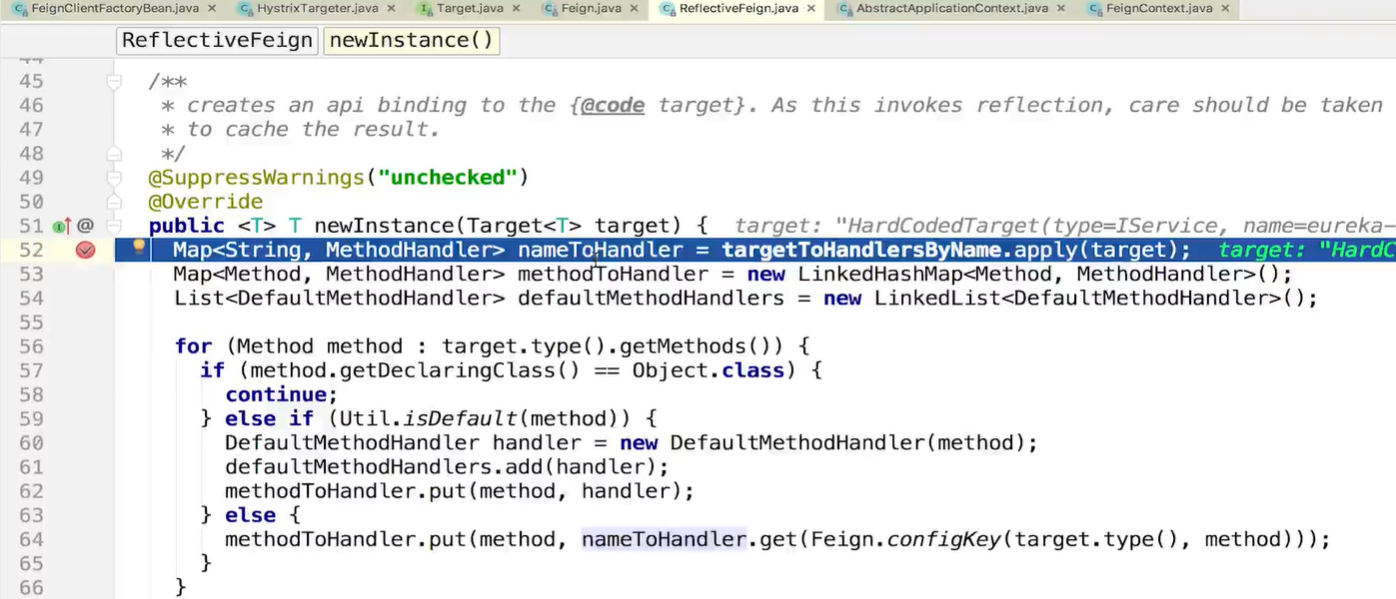 FeignClientFactoryBean.java × HystrixTargeter.java × Target.java × Feign.java × ReflectiveFeign.java × AbstractApplicationContext.java × FeignContext.java ×
ReflectiveFeign newInstance()
44
45 /**
46 * creates an api binding to the {@code target}. As this invokes reflection, care should be taken
47 * to cache the result.
48 */
49 @SuppressWarnings("unchecked")
50 @Override
51 @ public <T> T newInstance(Target<T> target) { target: "HardCodedTarget(type=IService, name=eureka-
52 Map<String, MethodHandler> nameToHandler = targetToHandlersByName.apply(target); target: "HardC
53 Map<Method, MethodHandler> methodToHandler = new LinkedHashMap<Method, MethodHandler>();
54 List<DefaultMethodHandler> defaultMethodHandlers = new LinkedList<DefaultMethodHandler>();
55
56 for (Method method : target.type().getMethods()) {
57 if (method.getDeclaringClass() == Object.class) {
58 continue;
59 } else if (Util.isDefault(method)) {
60 DefaultMethodHandler handler = new DefaultMethodHandler(method);
61 defaultMethodHandlers.add(handler);
62 methodToHandler.put(method, handler);
63 } else {
64 methodToHandler.put(method, nameToHandler.get(Feign.configKey(target.type(), method)));
65 }
66 }